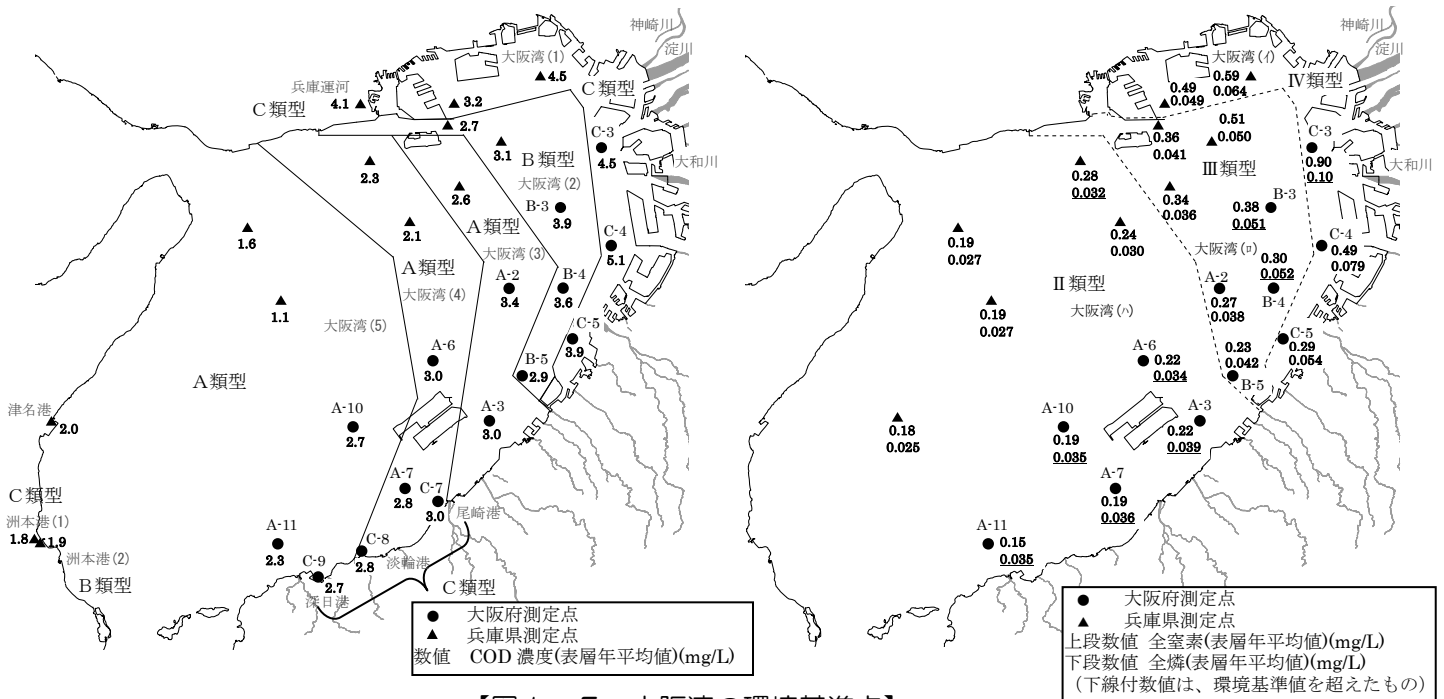 神崎川
淀川
大阪湾(1)
4.5
兵庫運河
C類型
4.1
3.2
C類型
2.7
C-3
4.5
3.1
B類型
大阪湾(2)
大和川
2.3
2.6
B-3
3.9
A類型
2.1
1.6
C-4
5.1
大阪湾(3)
A類型
A-2
3.4
B-4
3.6
大阪湾(4)
1.1
大阪湾(5)
C-5
3.9
A-6
3.0
B-5
2.9
A類型
津名港
2.0
A-10
2.7
A-3
3.0
A-7
2.8
C-7
3.0
C類型
洲本港(1)
1.8
1.9
洲本港(2)
B類型
尾崎港
A-11
2.3
C-8
2.8
淡輪港
C-9
2.7
深日港
C類型
● 大阪府測定点
▲ 兵庫県測定点
数値 COD 濃度(表層年平均値)(mg/L)
神崎川
淀川
大阪湾(イ)
0.59
0.064
Ⅳ類型
0.49
0.049
0.51
0.050
C-3
0.90
0.10
0.36
0.041
Ⅲ類型
大和川
0.28
0.032
0.34
0.036
B-3
0.38
0.051
0.24
0.030
0.19
0.027
C-4
0.49
0.079
大阪湾(ロ)
0.30
0.052
B-4
Ⅱ類型
A-2
0.27
0.038
大阪湾(ハ)
0.19
0.027
C-5
0.29
0.054
A-6
0.22
0.034
0.23
0.042
B-5
0.18
0.025
A-10
0.19
0.035
A-3
0.22
0.039
A-7
0.19
0.036
A-11
0.15
0.035
● 大阪府測定点
▲ 兵庫県測定点
上段数値 全窒素(表層年平均値)(mg/L)
下段数値 全燐(表層年平均値)(mg/L)
(下線付数値は、環境基準値を超えたもの)